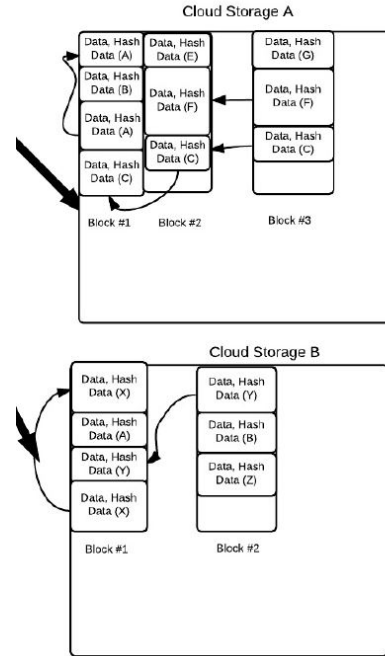 Cloud Storage A
Data, Hash
Data (A)
Data, Hash
Data (B)
Data, Hash
Data (A)
Data, Hash
Data (C)
Block #1
Data, Hash
Data (E)
Data, Hash
Data (F)
Data, Hash
Data (C)
Block #2
Data, Hash
Data (G)
Data, Hash
Data (F)
Data, Hash
Data (C)
Block #3
Cloud Storage B
Data, Hash
Data (X)
Data, Hash
Data (A)
Data, Hash
Data (Y)
Data, Hash
Data (X)
Block #1
Data, Hash
Data (Y)
Data, Hash
Data (B)
Data, Hash
Data (Z)
Block #2